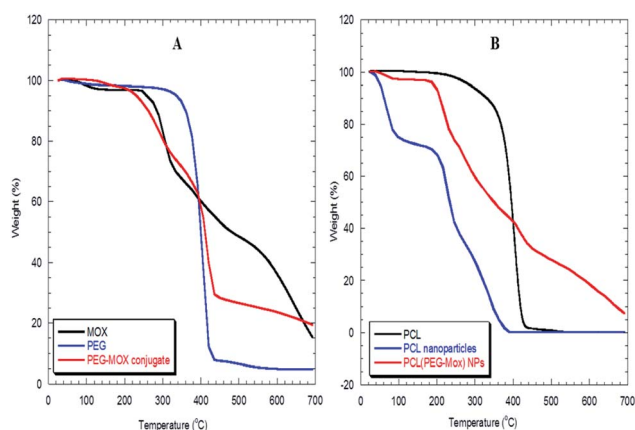 A
120
100
80
60
40
20
0
Weight (%)
MOX
PEG
PEG-MOX conjugate
0 100 200 300 400 500 600 700
Temperature (°C)
B
120
100
80
60
40
20
0
-20
Weight (%)
PCL
PCL nanoparticles
PCL(PEG-Mox) NPs
0 100 200 300 400 500 600 700
Temperature (°C)